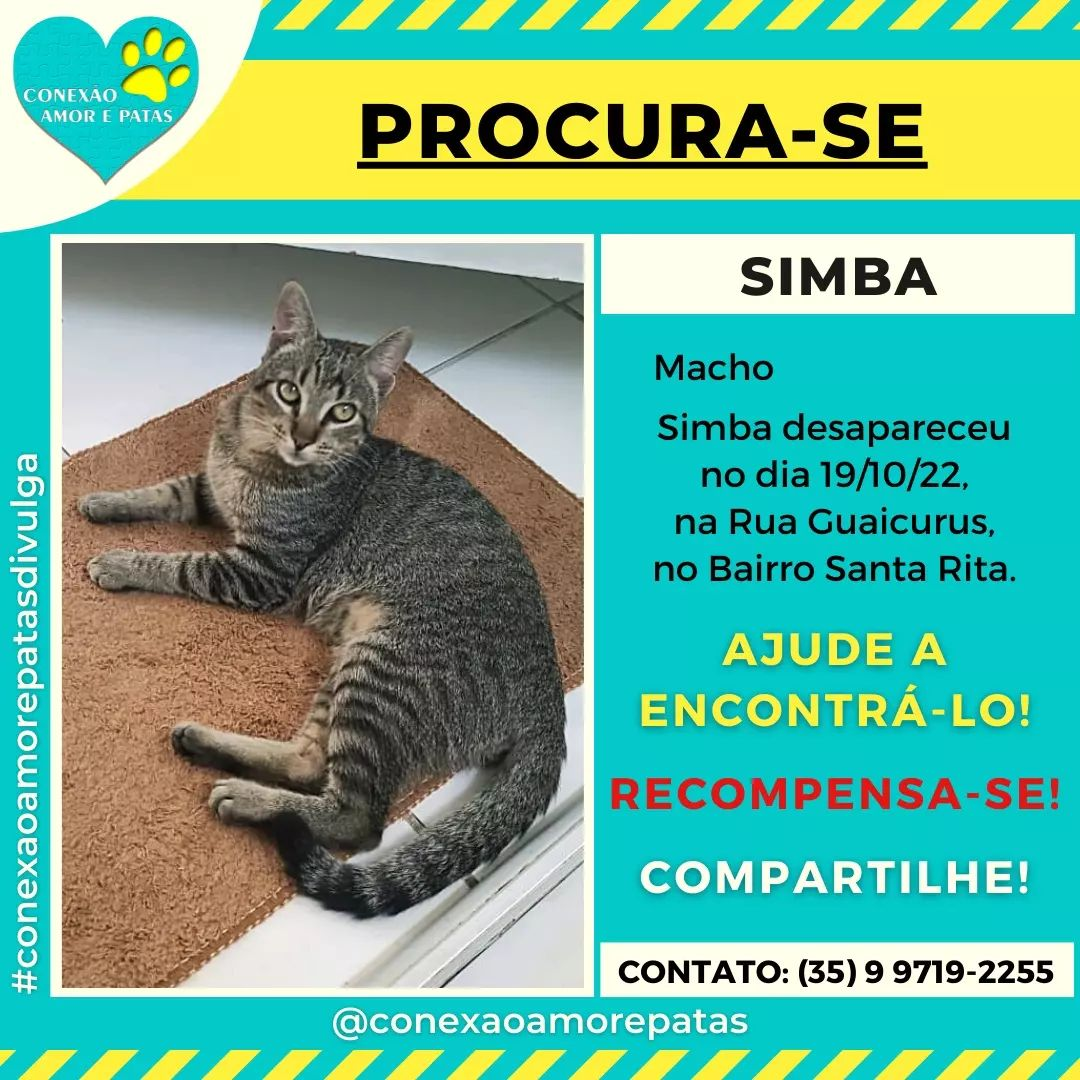 CONEXÃO
AMOR E PATAS
PROCURA-SE
SIMBA
Macho
Simba desapareceu
no dia 19/10/22,
na Rua Guaicurus,
no Bairro Santa Rita.
AJUDE A
ENCONTRÁ-LO!
RECOMPENSA-SE!
COMPARTILHE!
CONTATO: (35) 9 9719-2255
#conexaoamorepatasdivulga
@conexaoamorepatas